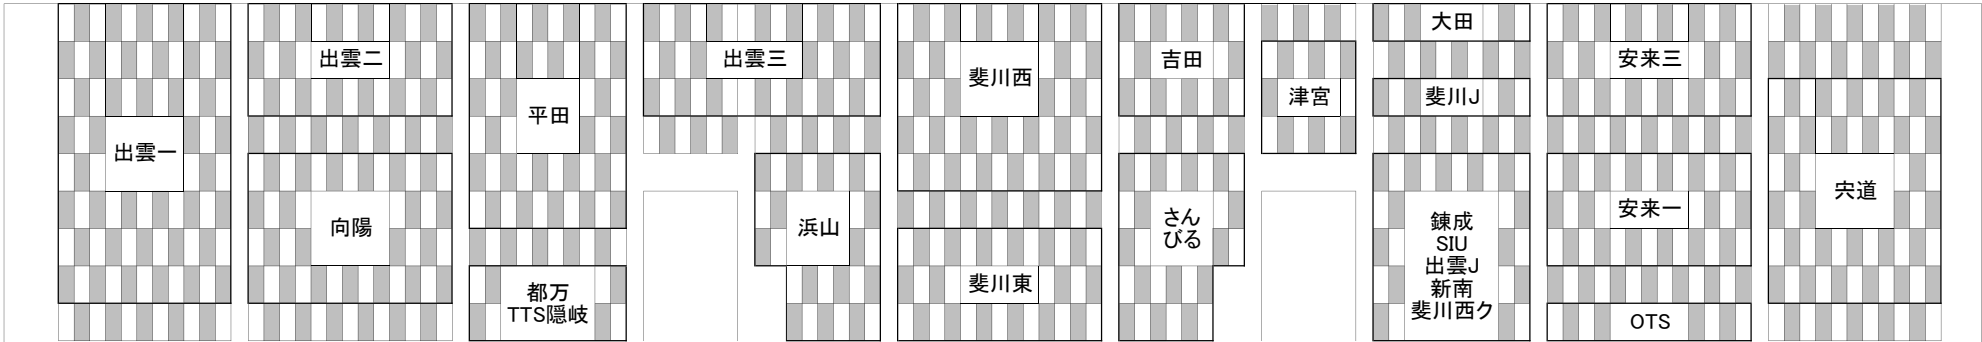 出雲一
出雲二
向陽
平田
都万
TTS隠岐
出雲三
浜山
斐川西
斐川東
吉田
さん
びる
津宮
大田
斐川J
錬成
SIU
出雲J
新南
斐川西ク
安来三
安来一
OTS
宍道